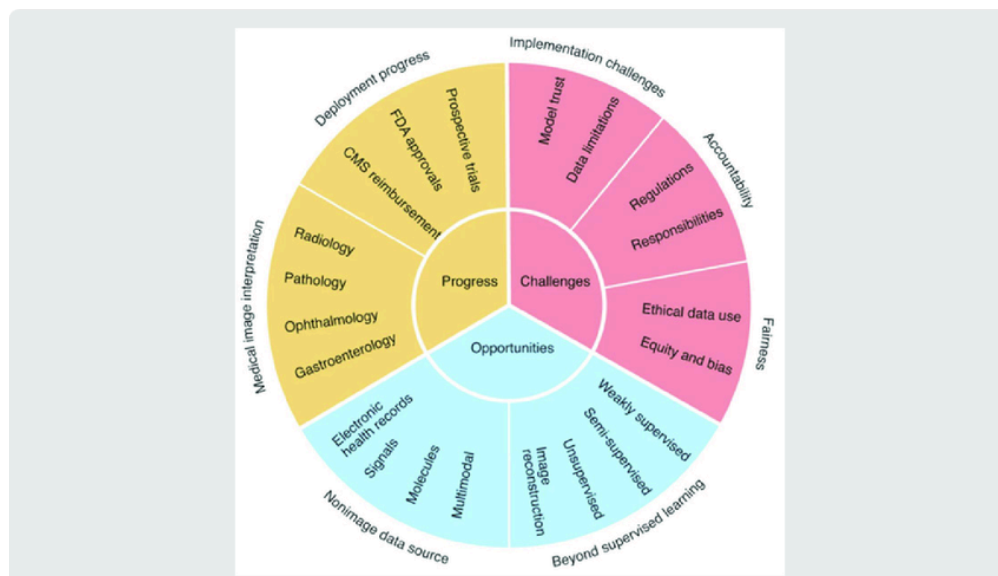 Implementation challenges
Deployment progress
Accountability
Fairness
Medical image interpretation
Nonimage data source
Beyond supervised learning
Progress
Challenges
Opportunities
Prospective trials
FDA approvals
CMS reimbursement
Radiology
Pathology
Ophthalmology
Gastroenterology
Model trust
Data limitations
Regulations
Responsibilities
Ethical data use
Equity and bias
Electronic
health records
Signals
Molecules
Multimodal
Image
reconstruction
Unsupervised
Semi-supervised
Weakly supervised